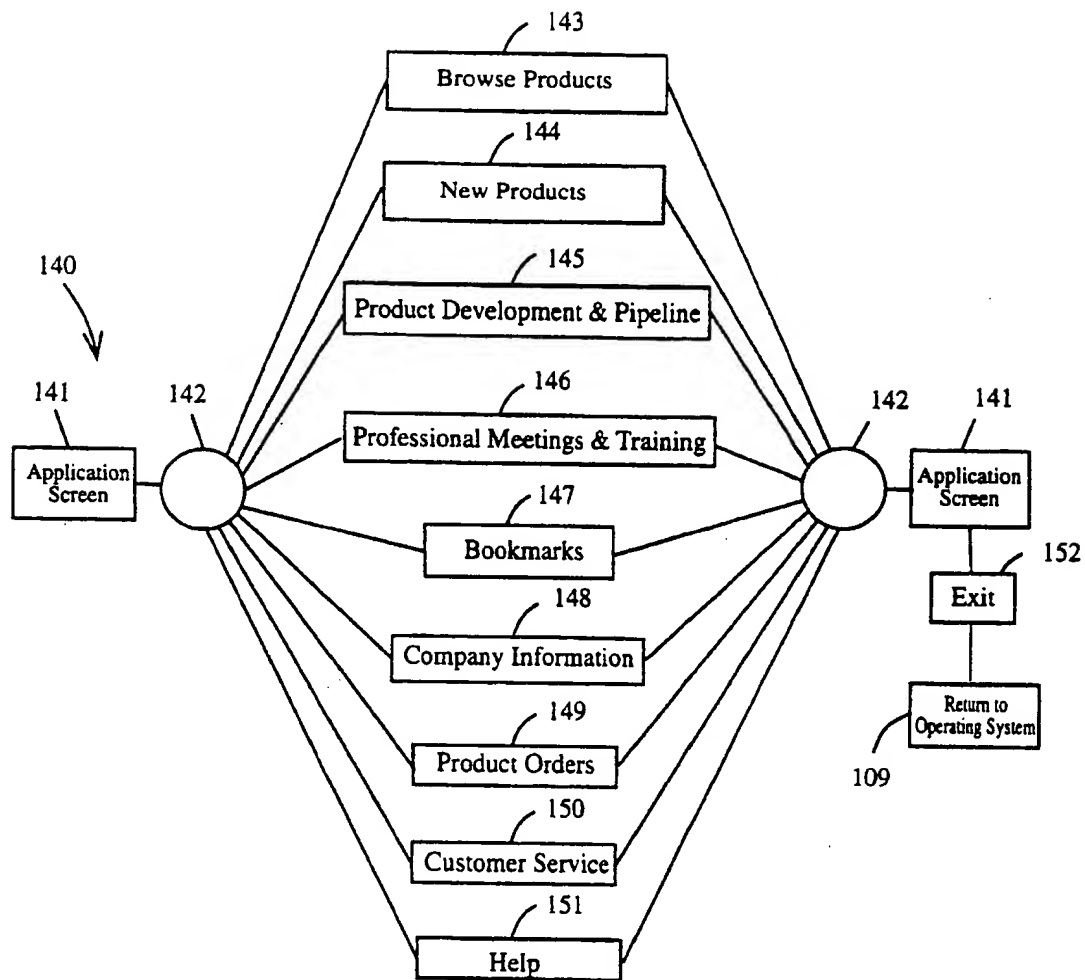 143
Browse Products
144
New Products
145
Product Development & Pipeline
140
146
Professional Meetings & Training
141
142
142
141
Application
Screen
Application
Screen
147
Bookmarks
152
Exit
148
Company Information
149
Product Orders
Return to
Operating System
109
150
Customer Service
151
Help